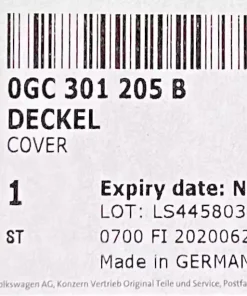 0GC 301 205 B
DECKEL
COVER
1 Expiry date: N
LOT: LS445803
ST 0700 FI 2020062
Made in GERMAN
olkswagen AG, Konzern Vertrieb Original Teile und Service, Postfa